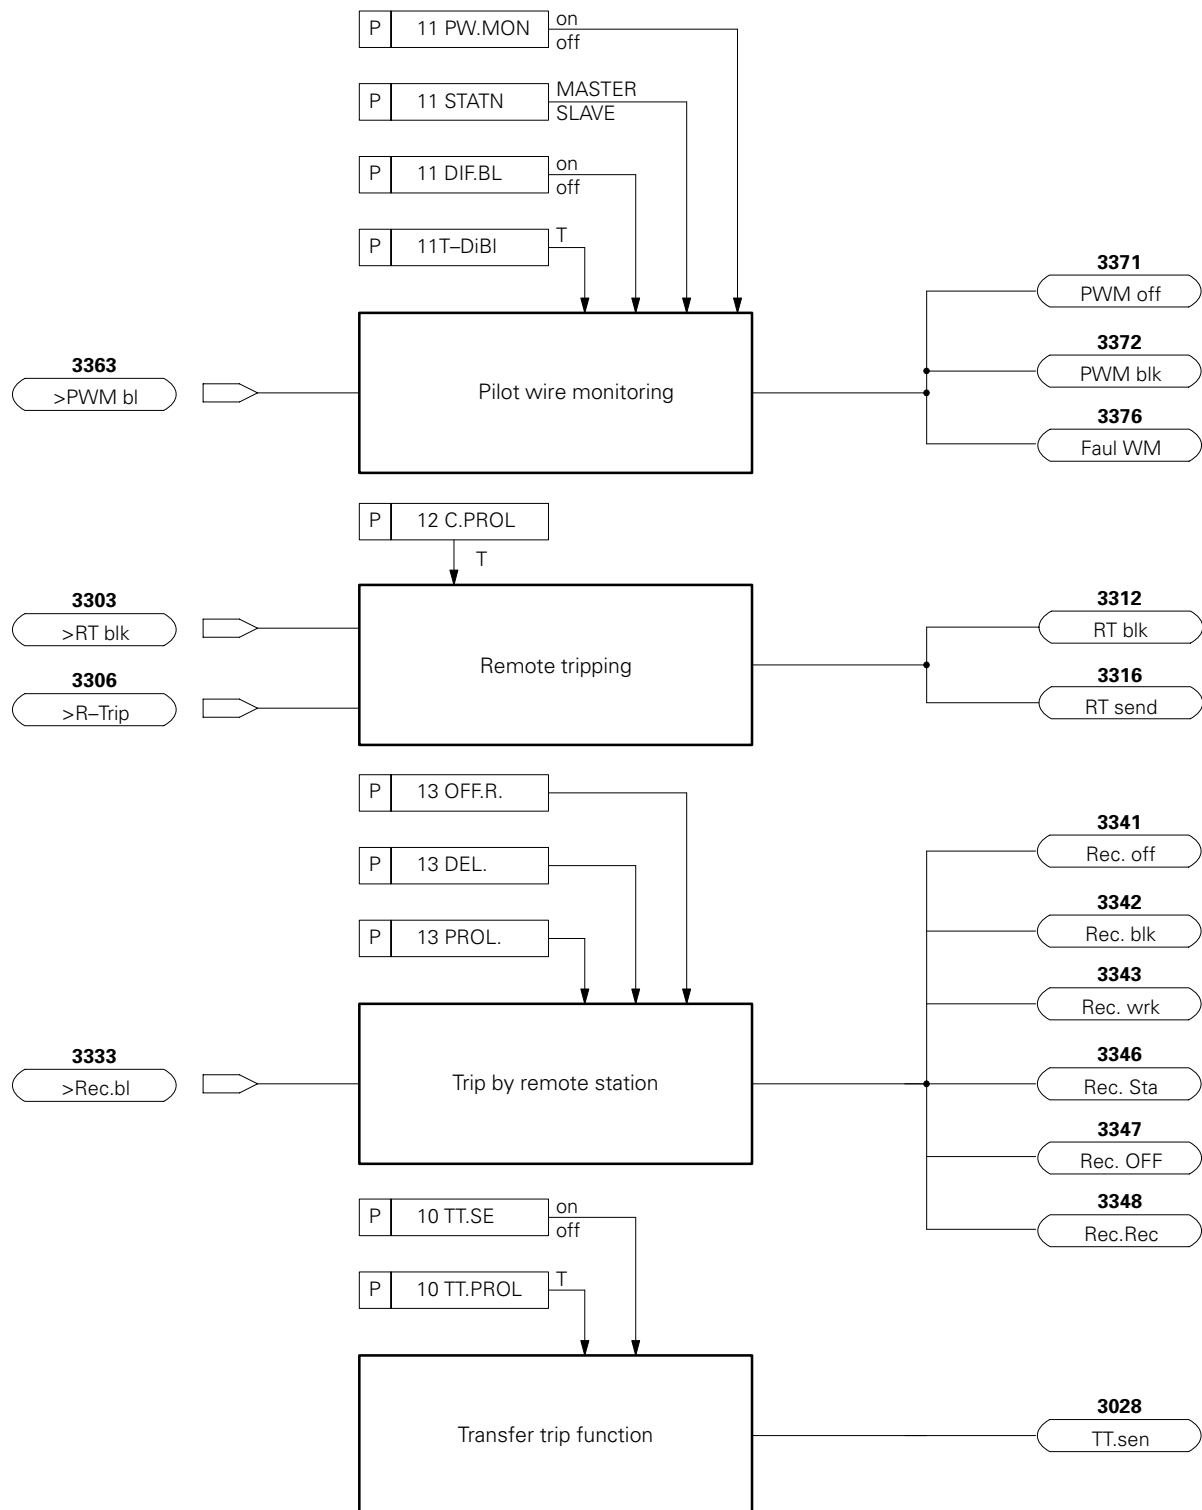 P 11 PW.MON on
off
P 11 STATN MASTER
SLAVE
P 11 DIF.BL on
off
P 11T–DiBl T
3363
>PWM bl
Pilot wire monitoring
3371
PWM off
3372
PWM blk
3376
Faul WM
P 12 C.PROL
T
3303
>RT blk
3306
>R–Trip
Remote tripping
3312
RT blk
3316
RT send
P 13 OFF.R.
P 13 DEL.
P 13 PROL.
3333
>Rec.bl
Trip by remote station
3341
Rec. off
3342
Rec. blk
3343
Rec. wrk
3346
Rec. Sta
3347
Rec. OFF
3348
Rec.Rec
P 10 TT.SE on
off
P 10 TT.PROL T
Transfer trip function
3028
TT.sen